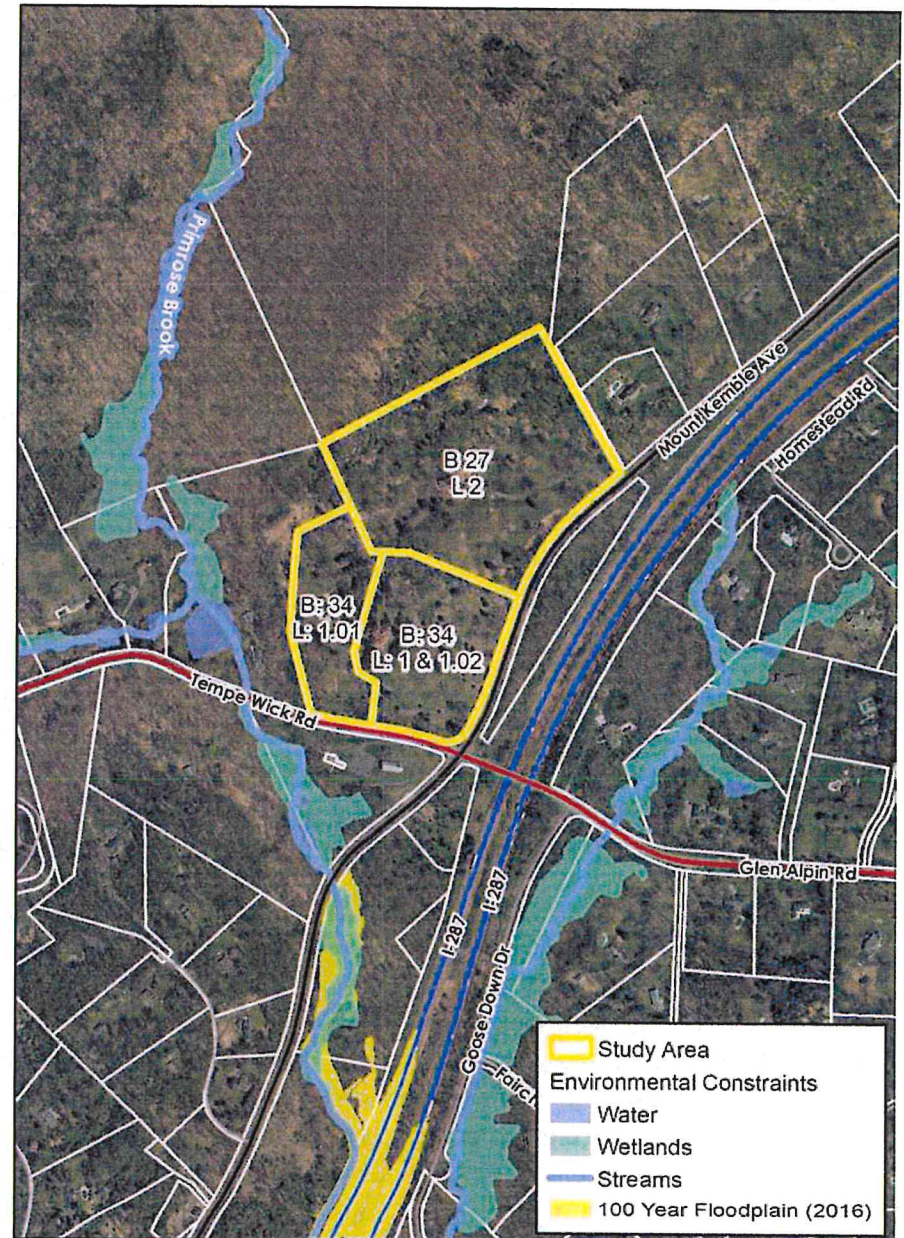 Primrose Brook
Mount Kemble Ave
Homestead Rd
B 27
L 2
B: 34
L: 1.01
B: 34
L: 1 & 1.02
Tempe Wick Rd
Glen Alpin Rd
I-287
I-287
Goose Down Dr
Study Area
Environmental Constraints
Water
Wetlands
Streams
100 Year Floodplain (2016)